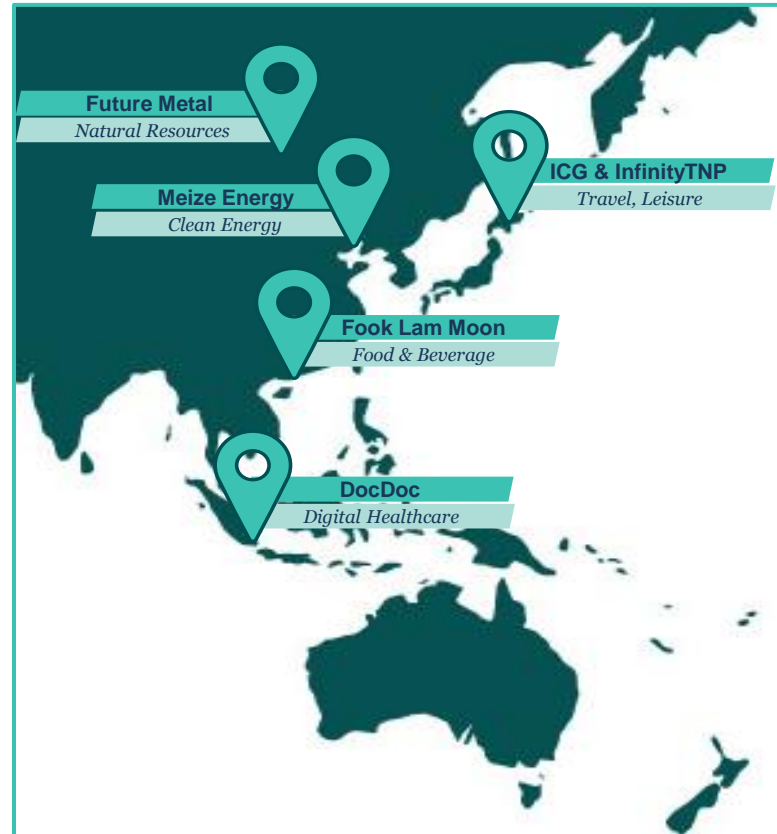 Future Metal
Natural Resources
ICG & InfinityTNP
Travel, Leisure
Meize Energy
Clean Energy
Fook Lam Moon
Food & Beverage
DocDoc
Digital Healthcare